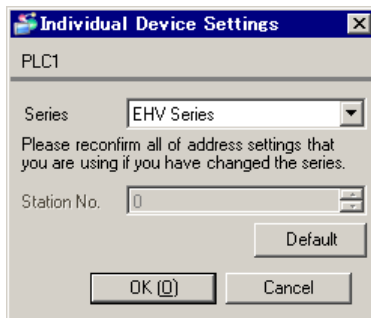 Individual Device Settings
PLC1
Series
EHV Series
Please reconfirm all of address settings that
you are using if you have changed the series.
Station No.
0
Default
OK (O)
Cancel